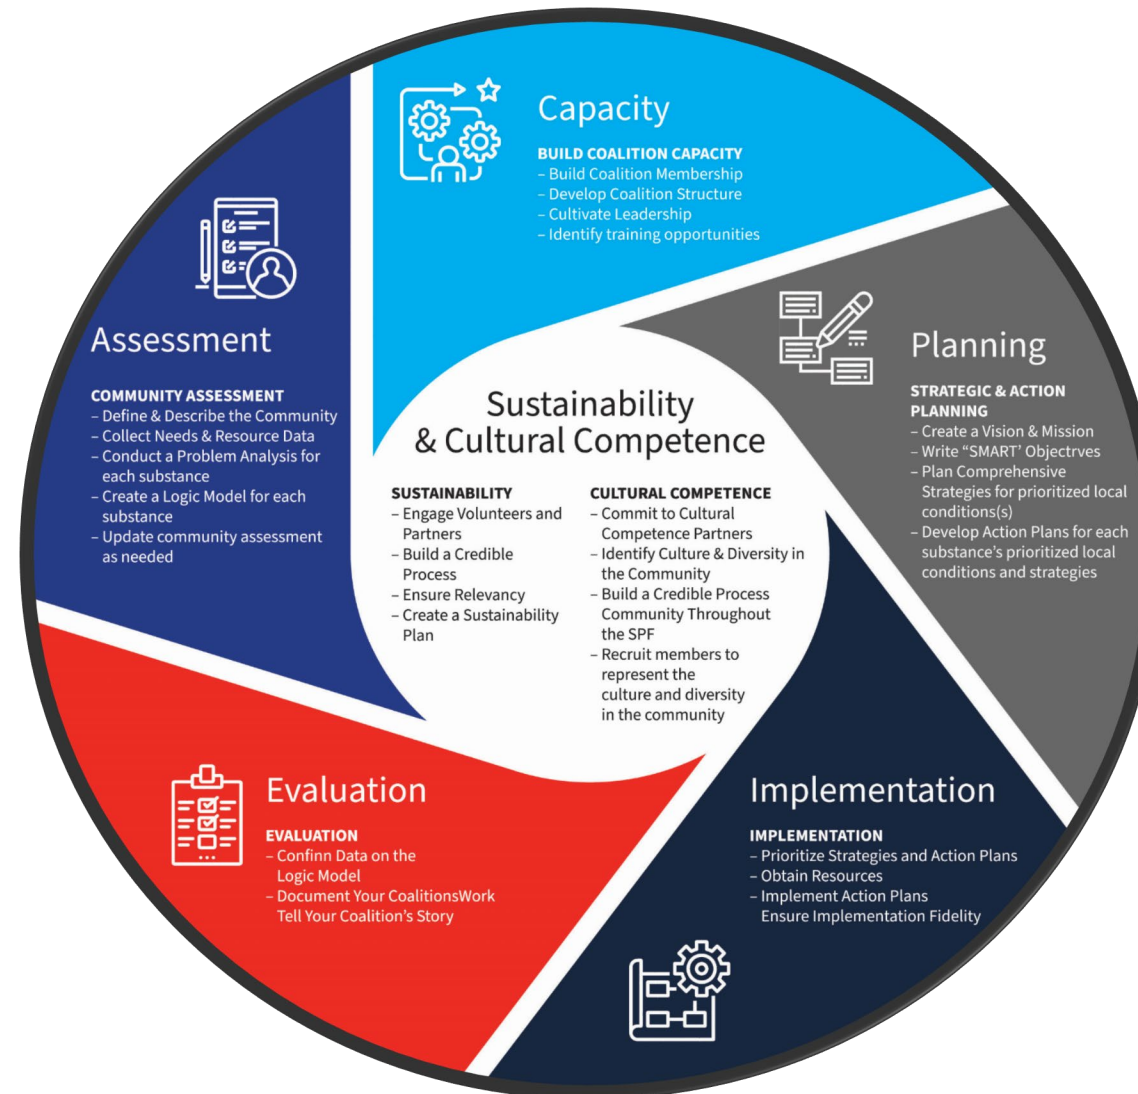 Capacity
BUILD COALITION CAPACITY
– Build Coalition Membership
– Develop Coalition Structure
– Cultivate Leadership
– Identify training opportunities
Planning
STRATEGIC & ACTION
PLANNING
– Create a Vision & Mission
– Write “SMART’ Objectrves
– Plan Comprehensive
Strategies for prioritized local
conditions(s)
– Develop Action Plans for each
substance’s prioritized local
conditions and strategies
Implementation
IMPLEMENTATION
– Prioritize Strategies and Action Plans
– Obtain Resources
– Implement Action Plans
Ensure Implementation Fidelity
Evaluation
EVALUATION
– Confinn Data on the
Logic Model
– Document Your CoalitionsWork
Tell Your Coalition’s Story
Assessment
COMMUNITY ASSESSMENT
– Define & Describe the Community
– Collect Needs & Resource Data
– Conduct a Problem Analysis for
each substance
– Create a Logic Model for each
substance
– Update community assessment
as needed
Sustainability
& Cultural Competence
SUSTAINABILITY
– Engage Volunteers and
Partners
– Build a Credible
Process
– Ensure Relevancy
– Create a Sustainability
Plan
CULTURAL COMPETENCE
– Commit to Cultural
Competence Partners
– Identify Culture & Diversity in
the Community
– Build a Credible Process
Community Throughout
the SPF
– Recruit members to
represent the
culture and diversity
in the community